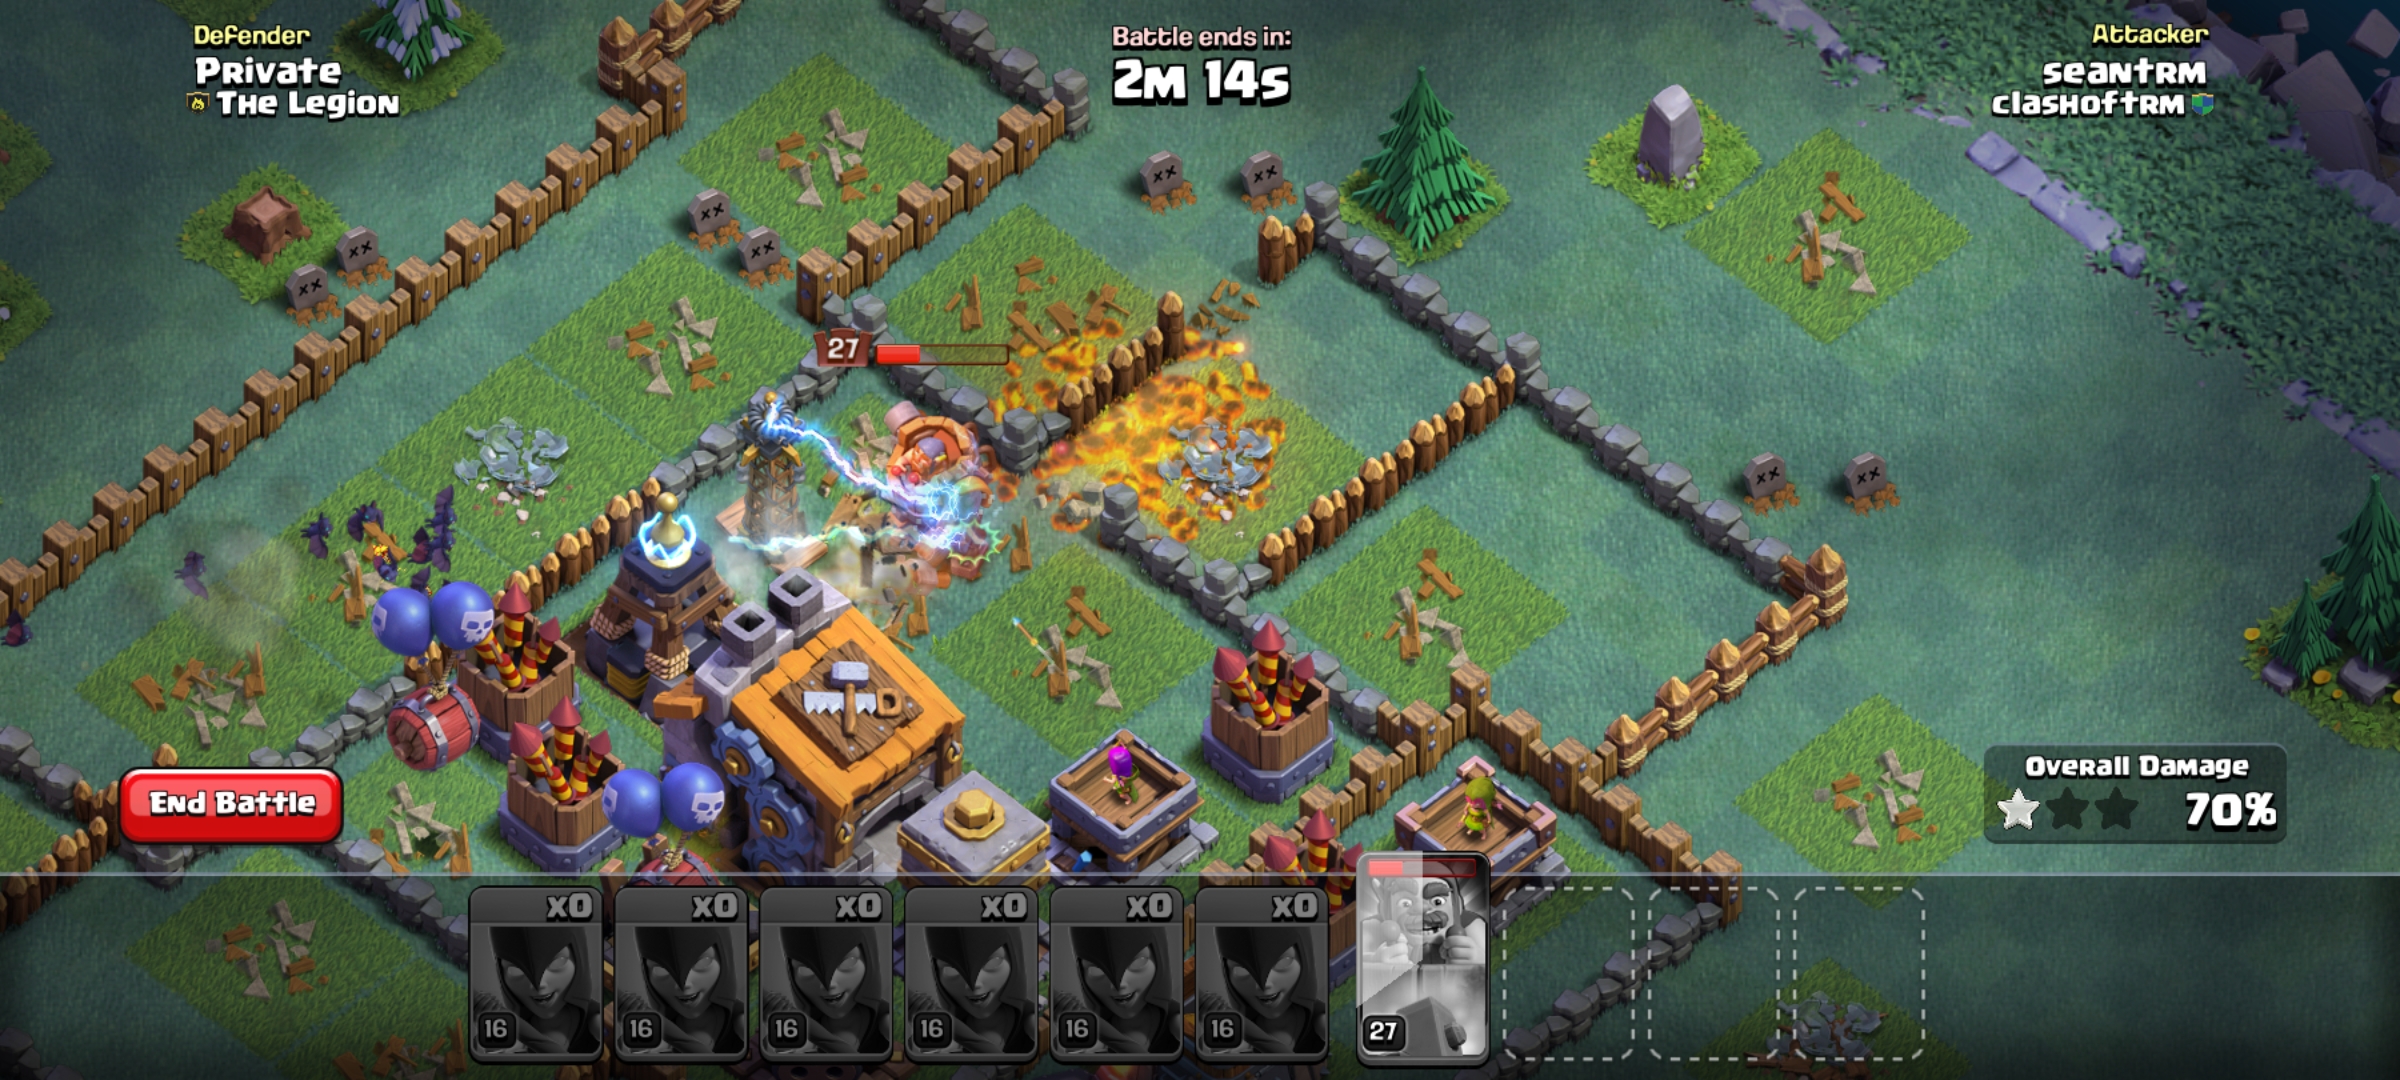 Defender
Private
The Legion
Battle ends in:
2M 14s
Attacker
seantRM
clashoftRM
27
End Battle
Overall Damage
70%
x0
x0
x0
x0
x0
x0
16
16
16
16
16
16
27